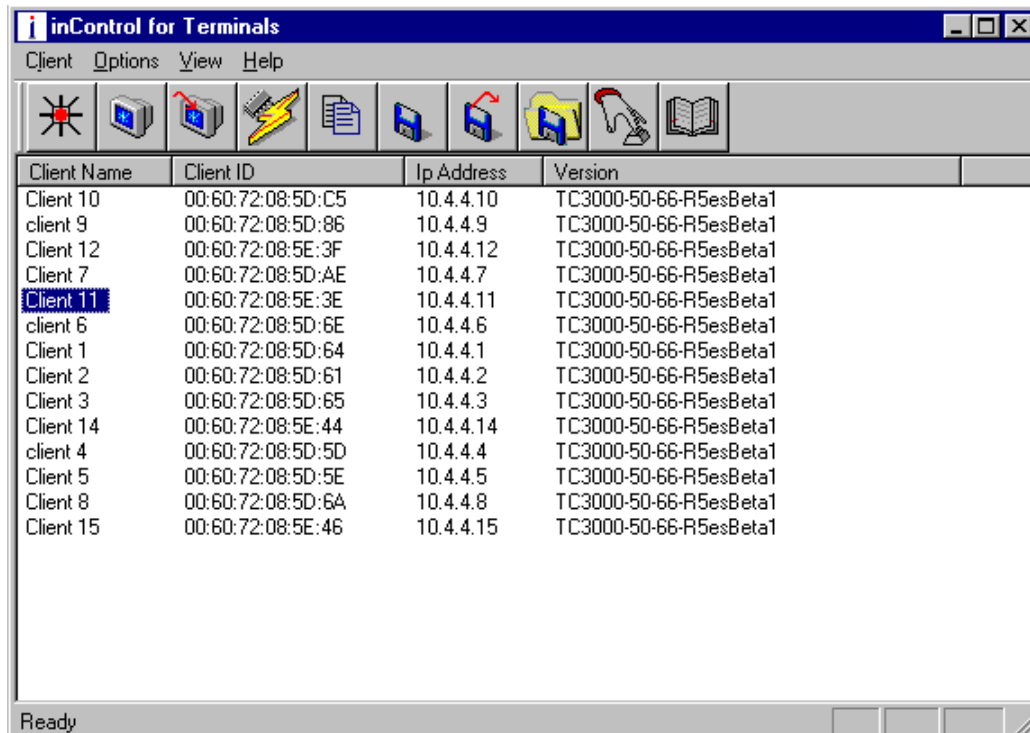 inControl for Terminals
Client Options View Help
Client Name Client ID Ip Address Version
Client 10 00:60:72:08:5D:C5 10.4.4.10 TC3000-50-66-R5esBeta1
client 9 00:60:72:08:5D:86 10.4.4.9 TC3000-50-66-R5esBeta1
Client 12 00:60:72:08:5E:3F 10.4.4.12 TC3000-50-66-R5esBeta1
Client 7 00:60:72:08:5D:AE 10.4.4.7 TC3000-50-66-R5esBeta1
Client 11 00:60:72:08:5E:3E 10.4.4.11 TC3000-50-66-R5esBeta1
client 6 00:60:72:08:5D:6E 10.4.4.6 TC3000-50-66-R5esBeta1
Client 1 00:60:72:08:5D:64 10.4.4.1 TC3000-50-66-R5esBeta1
Client 2 00:60:72:08:5D:61 10.4.4.2 TC3000-50-66-R5esBeta1
Client 3 00:60:72:08:5D:65 10.4.4.3 TC3000-50-66-R5esBeta1
Client 14 00:60:72:08:5E:44 10.4.4.14 TC3000-50-66-R5esBeta1
client 4 00:60:72:08:5D:5D 10.4.4.4 TC3000-50-66-R5esBeta1
Client 5 00:60:72:08:5D:5E 10.4.4.5 TC3000-50-66-R5esBeta1
Client 8 00:60:72:08:5D:6A 10.4.4.8 TC3000-50-66-R5esBeta1
Client 15 00:60:72:08:5E:46 10.4.4.15 TC3000-50-66-R5esBeta1
Ready